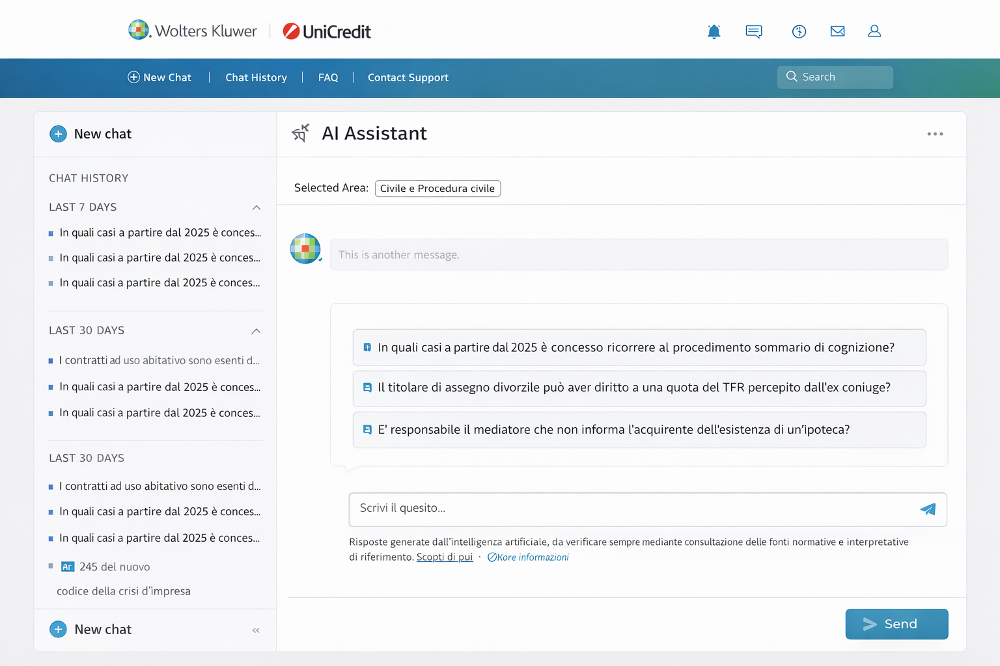 Wolters Kluwer
UniCredit
New Chat
Chat History
FAQ
Contact Support
Search
New chat
CHAT HISTORY
LAST 7 DAYS
In quali casi a partire dal 2025 è conces...
In quali casi a partire dal 2025 è conces...
In quali casi a partire dal 2025 è conces...
LAST 30 DAYS
I contratti ad uso abitativo sono esenti d...
In quali casi a partire dal 2025 è conces...
In quali casi a partire dal 2025 è conces...
LAST 30 DAYS
I contratti ad uso abitativo sono esenti d...
In quali casi a partire dal 2025 è conces...
In quali casi a partire dal 2025 è conces...
Ar 245 del nuovo
codice della crisi d'impresa
New chat
AI Assistant
Selected Area: Civile e Procedura civile
This is another message.
In quali casi a partire dal 2025 è concesso ricorrere al procedimento sommario di cognizione?
Il titolare di assegno divorzile può aver diritto a una quota del TFR percepito dall'ex coniuge?
E' responsabile il mediatore che non informa l'acquirente dell'esistenza di un'ipoteca?
Scrivi il quesito...
Risposte generate dall'intelligenza artificiale, da verificare sempre mediante consultazione delle fonti normative e interpretative
di riferimento. Scopti di pui · Kore informazioni
Send